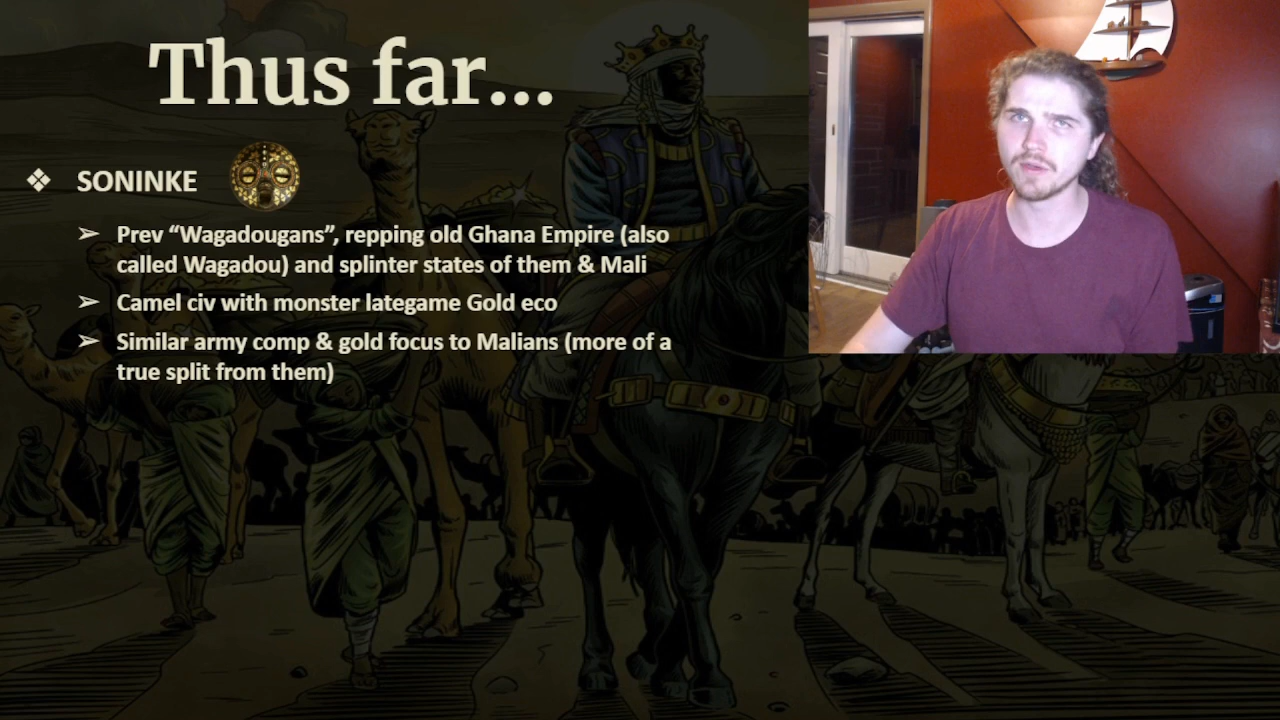 Thus far...
❖ SONINKE
➢ Prev “Wagadougans”, repping old Ghana Empire (also
called Wagadou) and splinter states of them & Mali
➢ Camel civ with monster lategame Gold eco
➢ Similar army comp & gold focus to Malians (more of a
true split from them)